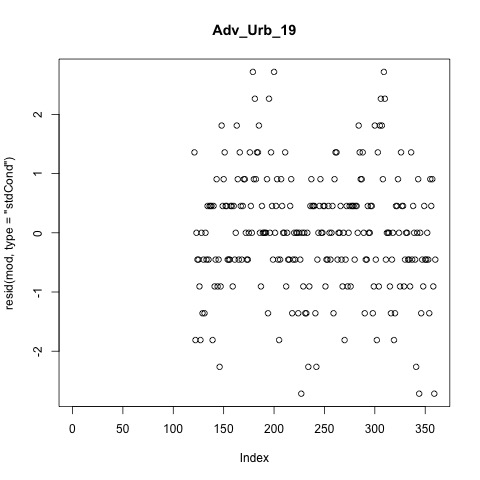 Adv_Urb_19
resid(mod, type = "stdCond")
2
1
0
-1
-2
0 50 100 150 200 250 300 350
Index